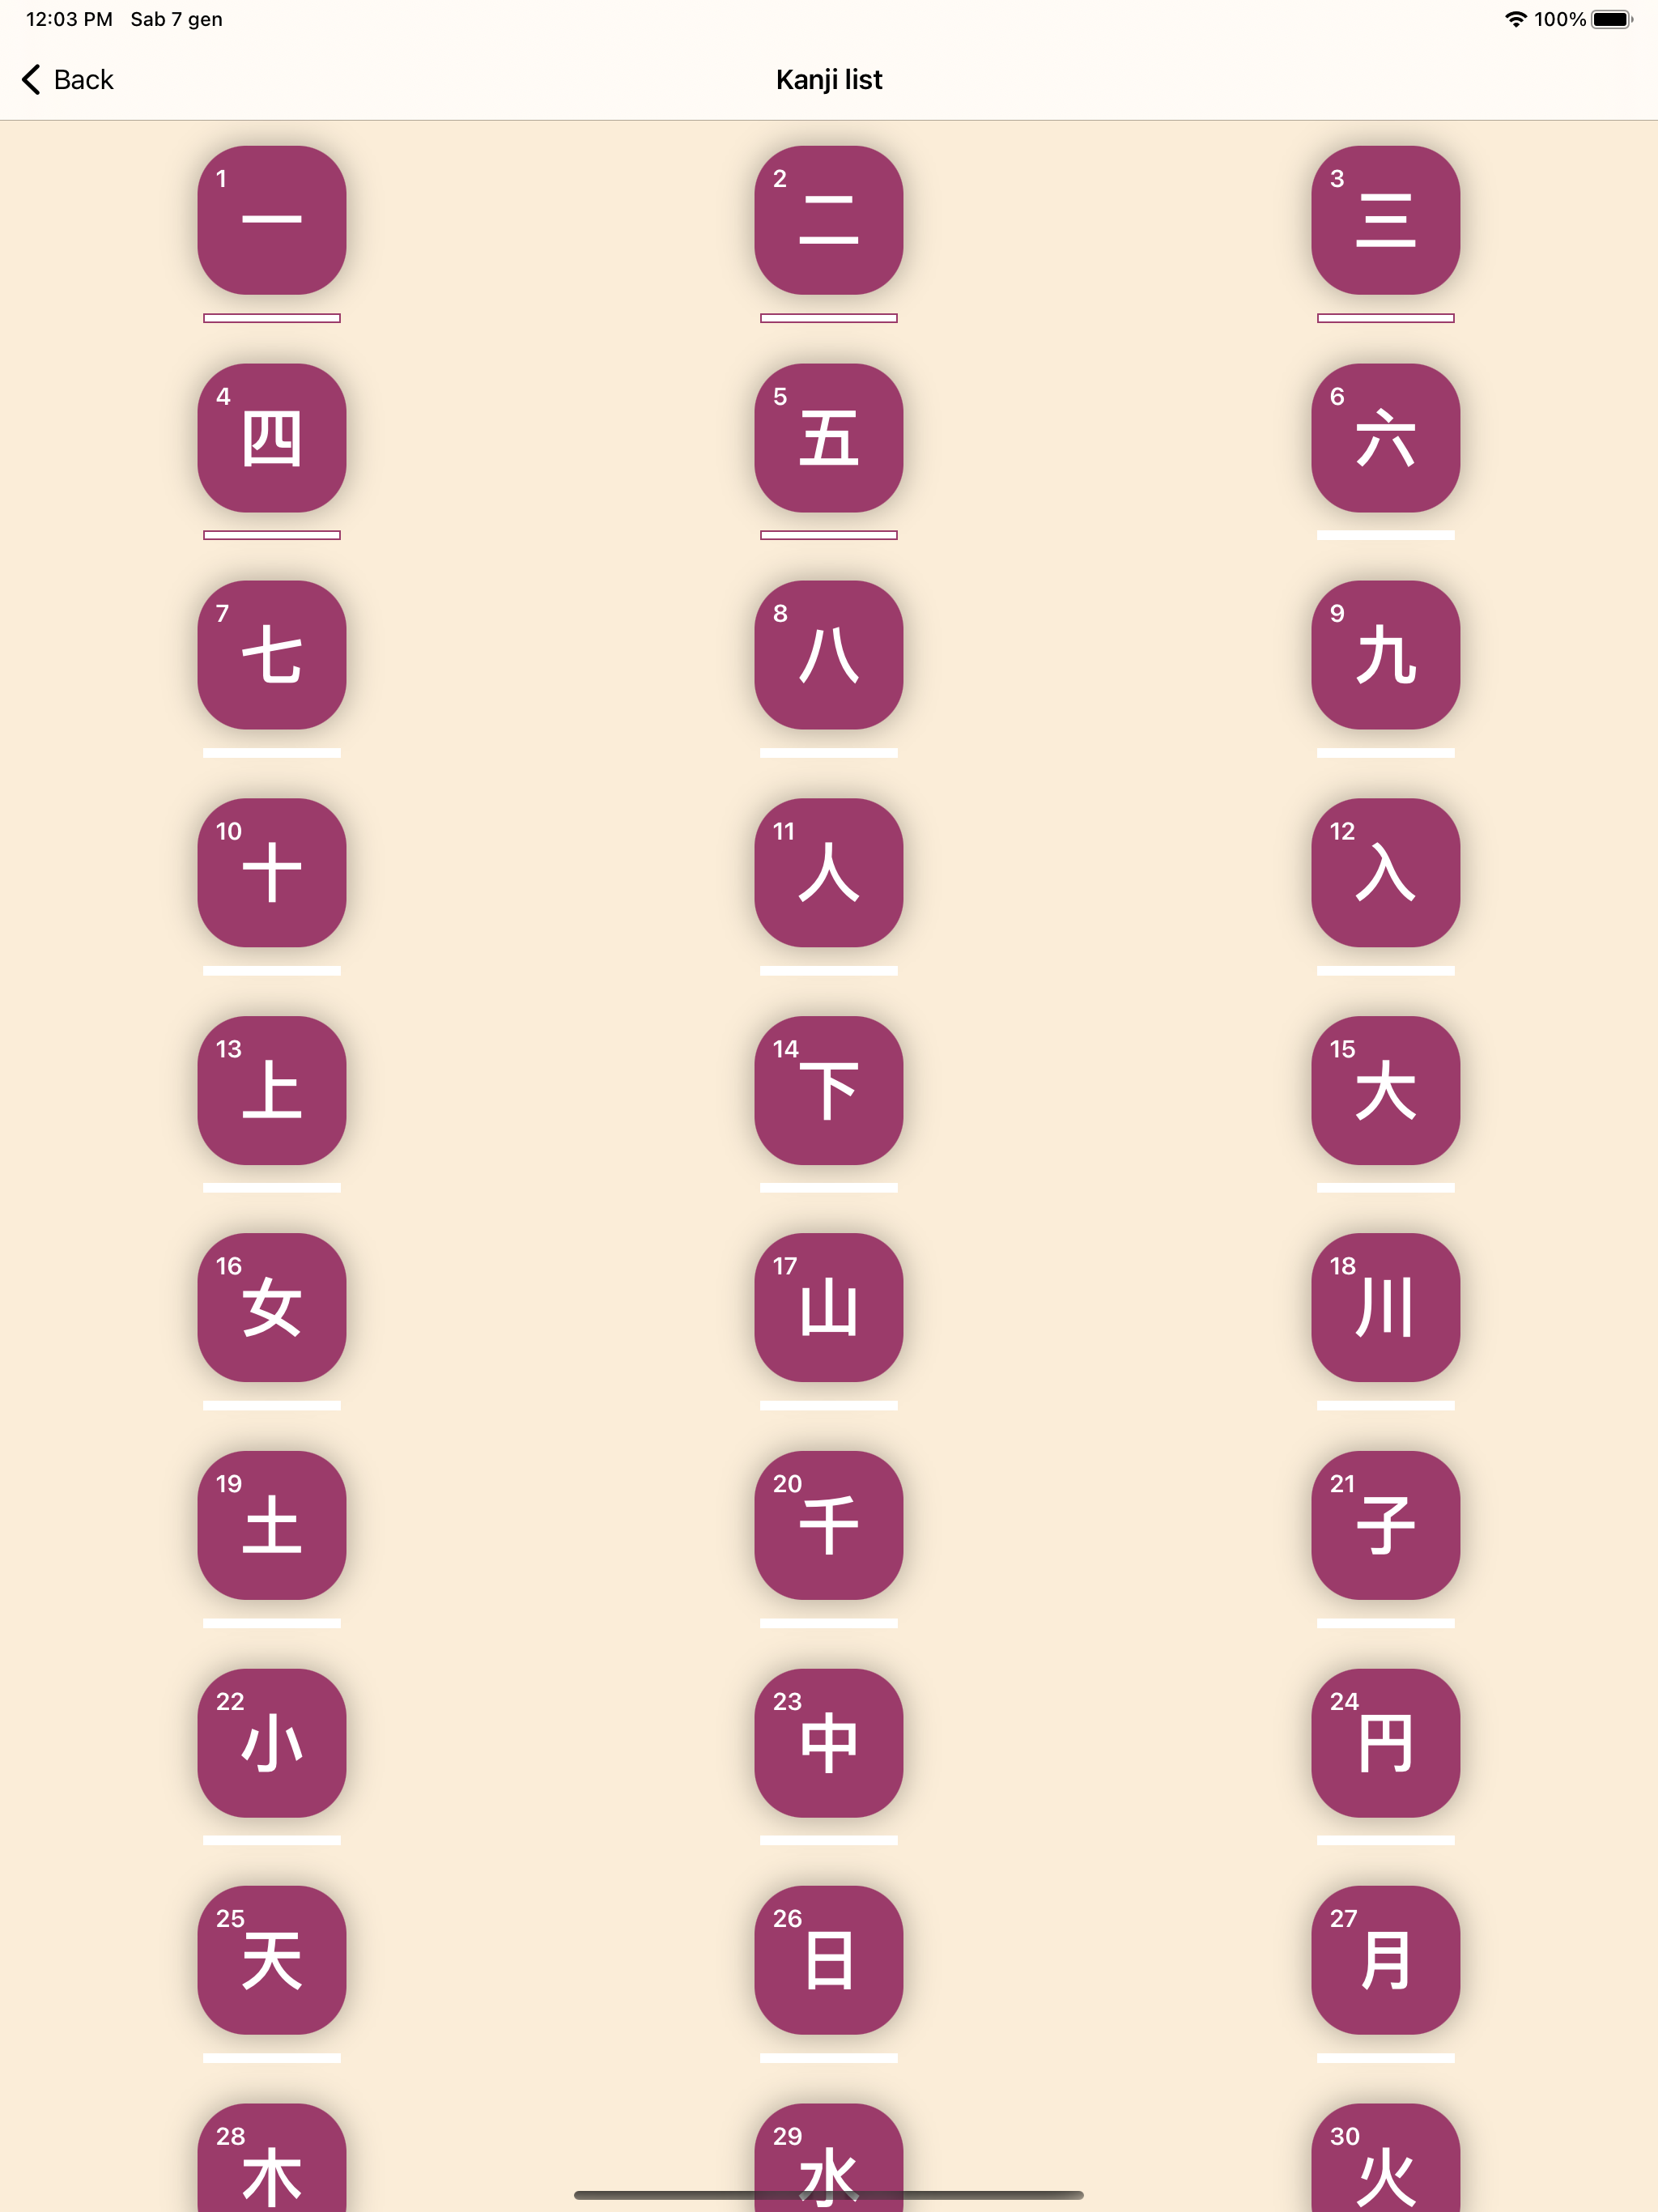 12:03 PM Sab 7 gen 100%
Back Kanji list
1 一 2 二 3 三
4 四 5 五 6 六
7 七 8 八 9 九
10 十 11 人 12 入
13 上 14 下 15 大
16 女 17 山 18 川
19 土 20 千 21 子
22 小 23 中 24 円
25 天 26 日 27 月
28 木 29 水 30 火